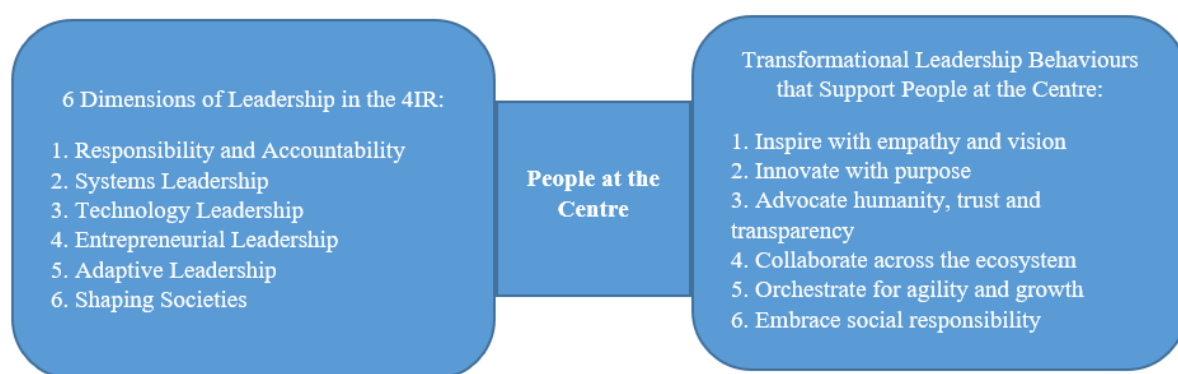 6 Dimensions of Leadership in the 4IR:
1. Responsibility and Accountability
2. Systems Leadership
3. Technology Leadership
4. Entrepreneurial Leadership
5. Adaptive Leadership
6. Shaping Societies
People at the
Centre
Transformational Leadership Behaviours
that Support People at the Centre:
1. Inspire with empathy and vision
2. Innovate with purpose
3. Advocate humanity, trust and
transparency
4. Collaborate across the ecosystem
5. Orchestrate for agility and growth
6. Embrace social responsibility